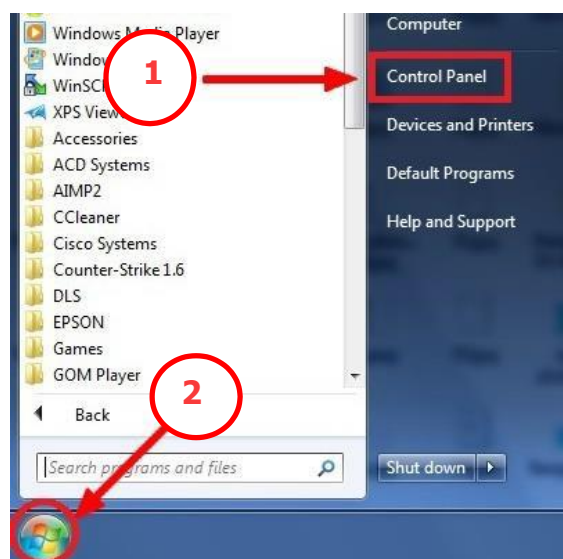 Windows Media Player
1
WinSC
XPS View
Accessories
ACD Systems
AIMP2
CCleaner
Cisco Systems
Counter-Strike 1.6
DLS
EPSON
Games
GOM Player
2
Back
Search programs and files
Computer
Control Panel
Devices and Printers
Default Programs
Help and Support
Shut down